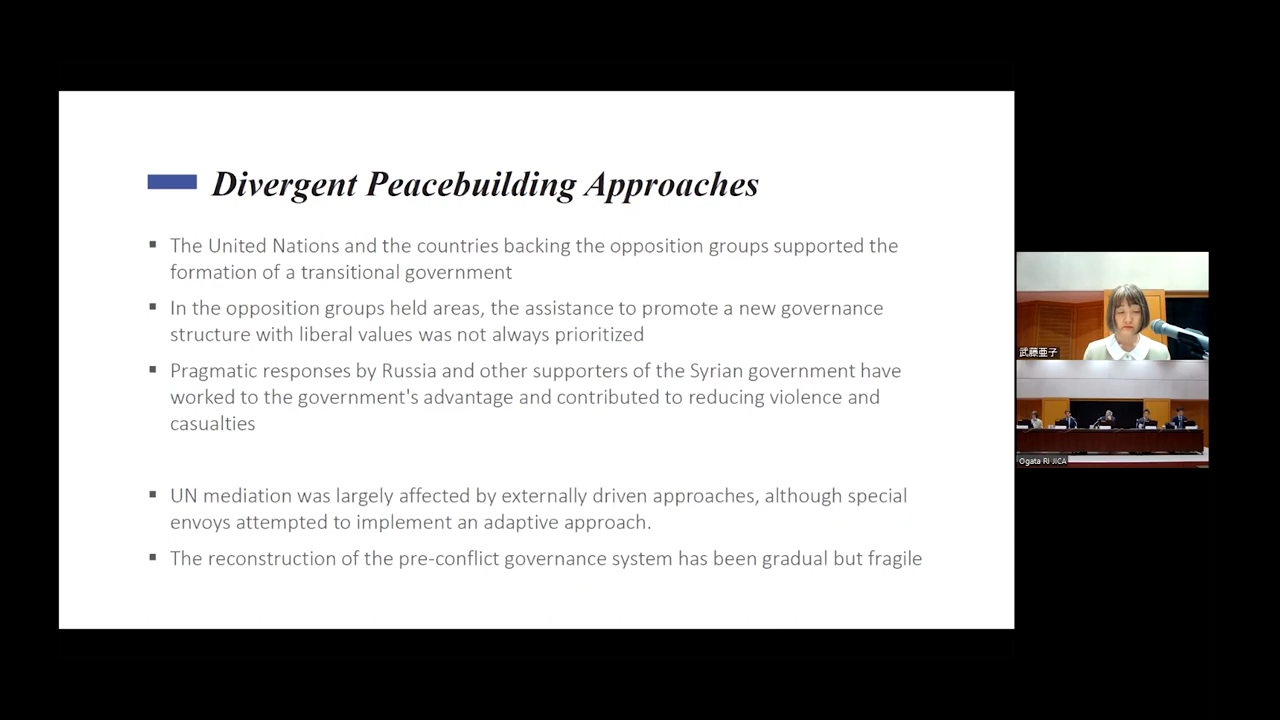 Divergent Peacebuilding Approaches
▪ The United Nations and the countries backing the opposition groups supported the
formation of a transitional government
▪ In the opposition groups held areas, the assistance to promote a new governance
structure with liberal values was not always prioritized
▪ Pragmatic responses by Russia and other supporters of the Syrian government have
worked to the government's advantage and contributed to reducing violence and
casualties
▪ UN mediation was largely affected by externally driven approaches, although special
envoys attempted to implement an adaptive approach.
▪ The reconstruction of the pre-conflict governance system has been gradual but fragile
武藤亜子
Ogata RI JICA